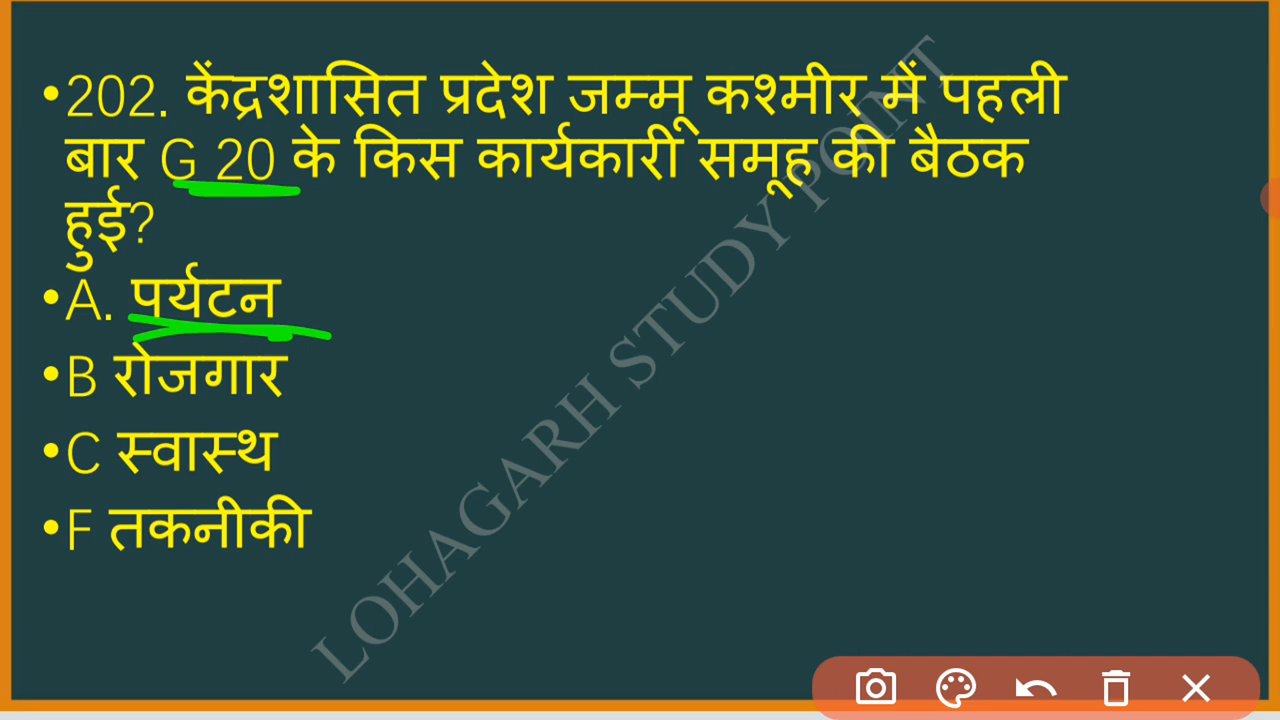 •202. केंद्रशासित प्रदेश जम्मू कश्मीर में पहली
बार G 20 के किस कार्यकारी समूह की बैठक
हुई?
•A. पर्यटन
•B रोजगार
•C स्वास्थ
•F तकनीकी
LOHAGARH STUDY POINT